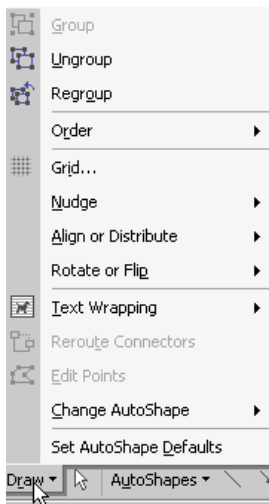 Group
Ungroup
Regroup
Order
Grid...
Nudge
Align or Distribute
Rotate or Flip
Text Wrapping
Reroute Connectors
Edit Points
Change AutoShape
Set AutoShape Defaults
Draw AutoShapes